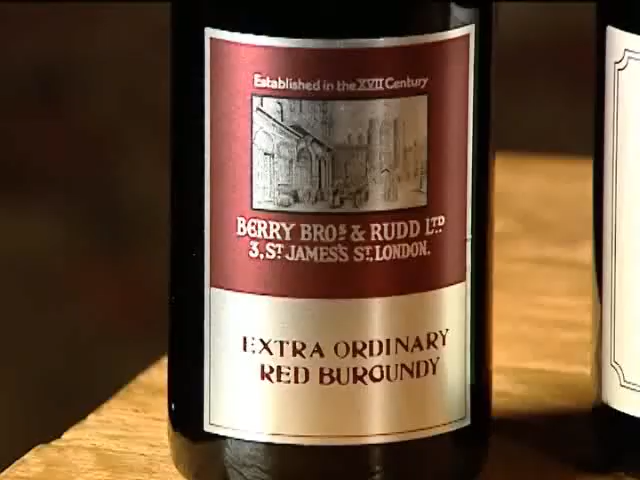 Established in the XVII Century
BERRY BROS & RUDD LTD
3, ST JAMES'S ST, LONDON.
EXTRA ORDINARY
RED BURGUNDY